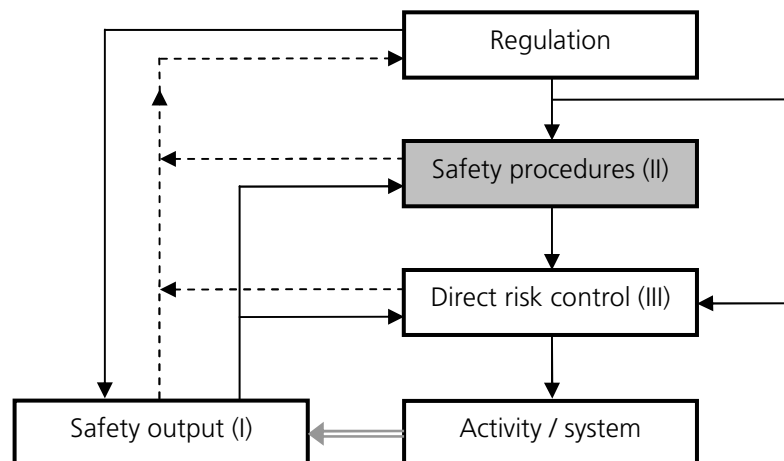 Regulation
Safety procedures (II)
Direct risk control (III)
Safety output (I)
Activity / system